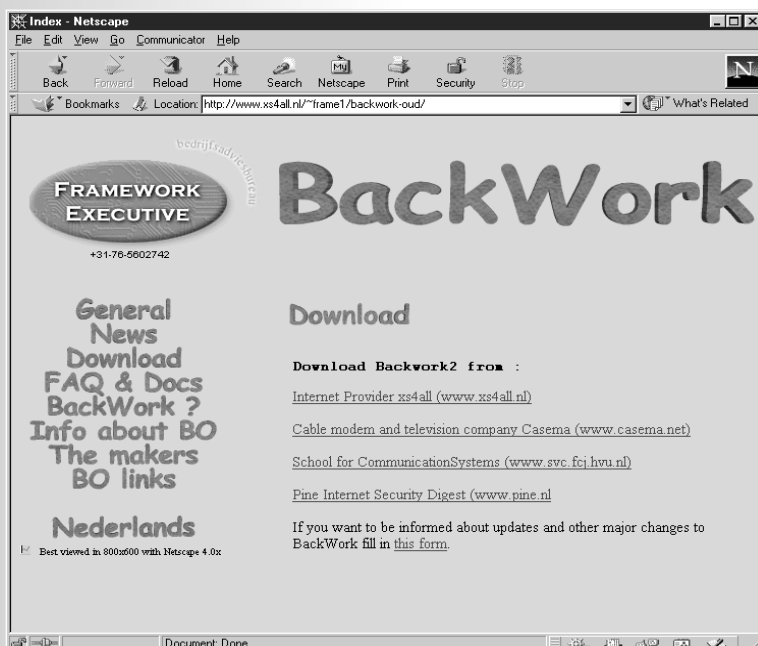 Index - Netscape
File Edit View Go Communicator Help
Back Forward Reload Home Search Netscape Print Security Stop
Bookmarks Location: http://www.xs4all.nl/~frame1/backwork-oud/ What's Related
bedrijfsadviesbureau
FRAMEWORK
EXECUTIVE
+31-76-5602742
BackWork
General
News
Download
FAQ & Docs
BackWork ?
Info about BO
The makers
BO links
Nederlands
Best viewed in 800x600 with Netscape 4.0x
Download
Download Backwork2 from :
Internet Provider xs4all (www.xs4all.nl)
Cable modem and television company Casema (www.casema.net)
School for CommunicationSystems (www.svc.fcj.hvu.nl)
Pine Internet Security Digest (www.pine.nl
If you want to be informed about updates and other major changes to
BackWork fill in this form.
Document: Done